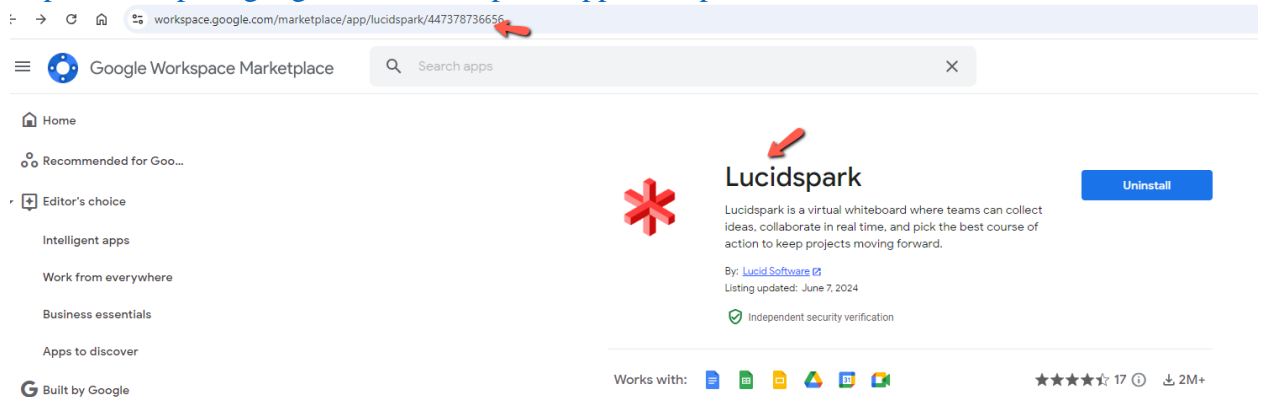 workspace.google.com/marketplace/app/lucidspark/447378736656
Google Workspace Marketplace
Search apps
Home
Recommended for Goo...
Editor's choice
Intelligent apps
Work from everywhere
Business essentials
Apps to discover
Built by Google
Lucidspark
Uninstall
Lucidspark is a virtual whiteboard where teams can collect
ideas, collaborate in real time, and pick the best course of
action to keep projects moving forward.
By: Lucid Software
Listing updated: June 7, 2024
Independent security verification
Works with:
31
17
2M+